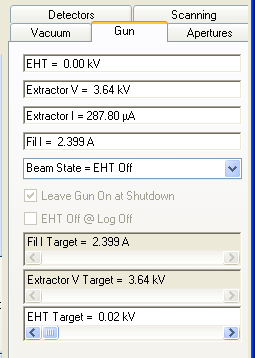 Detectors Scanning
Vacuum Gun Apertures
EHT = 0.00 kV
Extractor V = 3.64 kV
Extractor I = 287.80 µA
Fil I = 2.399 A
Beam State = EHT Off
Leave Gun On at Shutdown
EHT Off @ Log Off
Fil I Target = 2.399 A
Extractor V Target = 3.64 kV
EHT Target = 0.02 kV